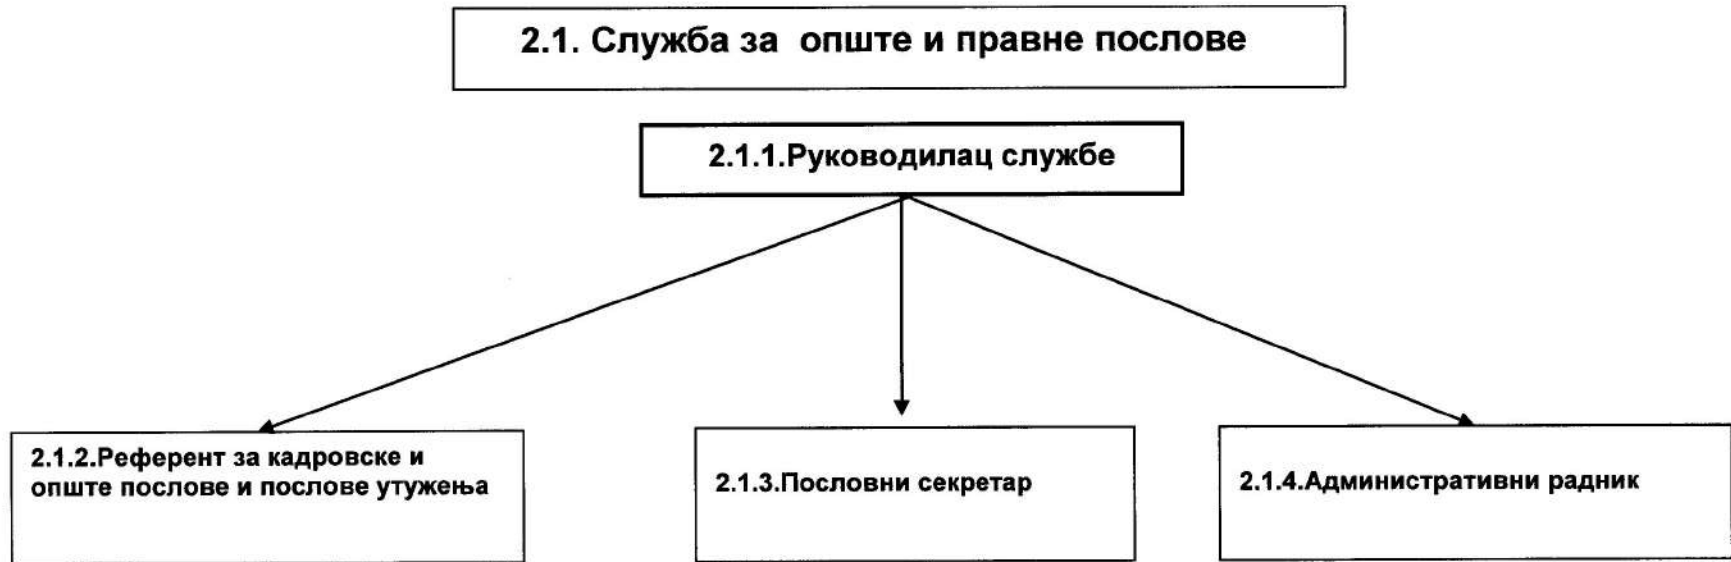 2.1. Служба за опште и правне послове
2.1.1.Руководилац службе
2.1.2.Референт за кадровске и
опште послове и послове утужења
2.1.3.Пословни секретар
2.1.4.Административни радник